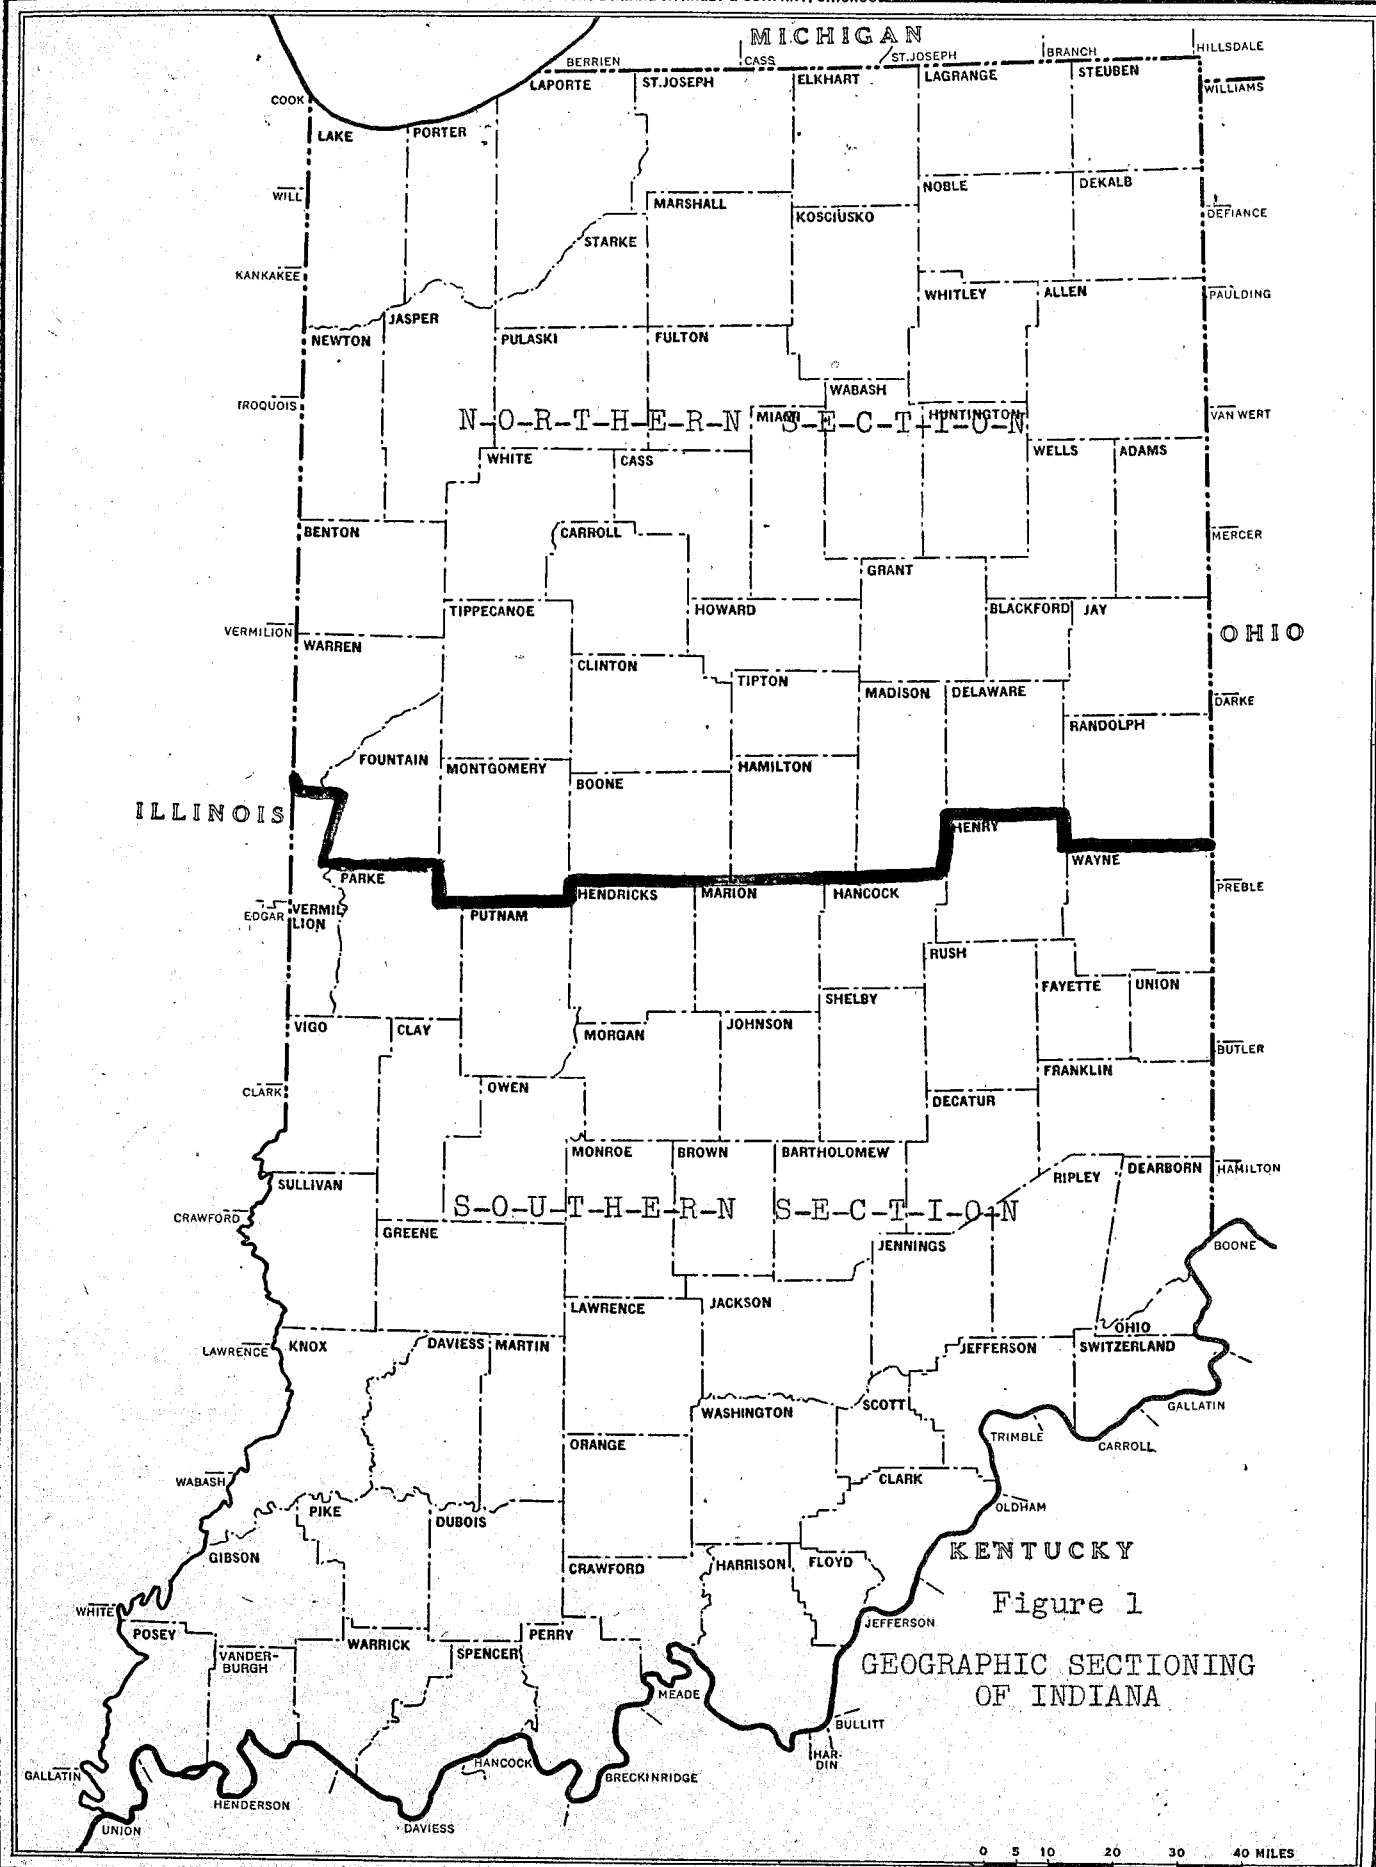 MICHIGAN
BERRIEN
CASS
ST.JOSEPH
BRANCH
HILLSDALE
LAPORTE
ST.JOSEPH
ELKHART
LAGRANGE
STEUBEN
WILLIAMS
COOK
LAKE
PORTER
WILL
MARSHALL
KOSCIUSKO
NOBLE
DEKALB
DEFIANCE
STARKE
KANKAKEE
WHITLEY
ALLEN
PAULDING
JASPER
NEWTON
PULASKI
FULTON
WABASH
IROQUOIS
MIAMI
HUNTINGTON
VAN WERT
N-O-R-T-H-E-R-N S-E-C-T-I-O-N
WHITE
CASS
WELLS
ADAMS
BENTON
CARROLL
MERCER
GRANT
TIPPECANOE
HOWARD
BLACKFORD
JAY
VERMILION
WARREN
OHIO
CLINTON
TIPTON
MADISON
DELAWARE
DARKE
RANDOLPH
FOUNTAIN
MONTGOMERY
BOONE
HAMILTON
ILLINOIS
HENRY
WAYNE
PARKE
HENDRICKS
MARION
HANCOCK
PREBLE
EDGAR
VERMIL-
LION
PUTNAM
RUSH
FAYETTE
UNION
SHELBY
VIGO
CLAY
MORGAN
JOHNSON
BUTLER
FRANKLIN
CLARK
OWEN
DECATUR
MONROE
BROWN
BARTHOLOMEW
RIPLEY
DEARBORN
HAMILTON
SULLIVAN
CRAWFORD
S-O-U-T-H-E-R-N S-E-C-T-I-O-N
GREENE
JENNINGS
BOONE
LAWRENCE
JACKSON
OHIO
LAWRENCE
KNOX
DAVIESS
MARTIN
JEFFERSON
SWITZERLAND
WASHINGTON
SCOTT
GALLATIN
ORANGE
TRIMBLE
CARROLL
WABASH
CLARK
PIKE
DUBOIS
OLDHAM
GIBSON
CRAWFORD
HARRISON
FLOYD
KENTUCKY
Figure 1
WHITE
POSEY
VANDER-
BURGH
WARRICK
SPENCER
PERRY
JEFFERSON
GEOGRAPHIC SECTIONING
OF INDIANA
MEADE
BULLITT
HAR-
DIN
GALLATIN
HANCOCK
BRECKINRIDGE
HENDERSON
UNION
DAVIESS
0 5 10 20 30 40 MILES